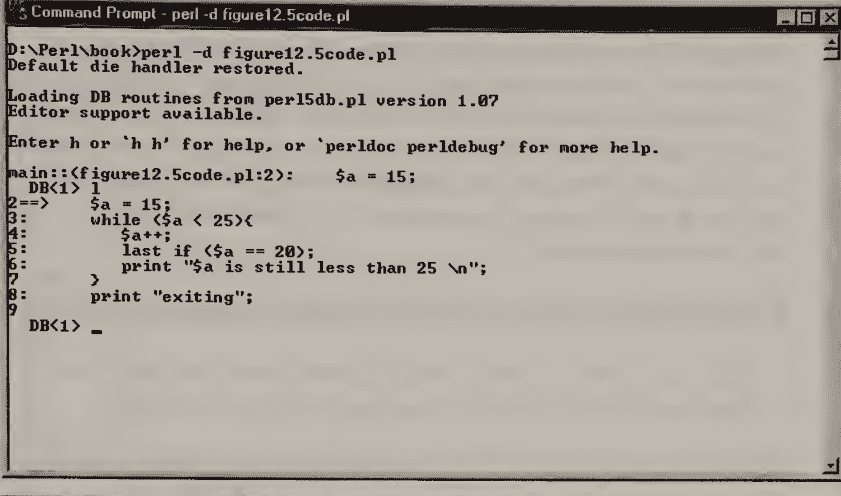 Command Prompt - perl -d figure12.5code.pl
D:\Perl\book>perl -d figure12.5code.pl
Default die handler restored.
Loading DB routines from perl5db.pl version 1.07
Editor support available.
Enter h or `h h' for help, or `perldoc perldebug' for more help.
main::(figure12.5code.pl:2):    $a = 15;
  DB<1> l
2==>    $a = 15;
3:      while ($a < 25){
4:         $a++;
5:         last if ($a == 20);
6:         print "$a is still less than 25 \n";
7       }
8:      print "exiting";
9
  DB<1> _